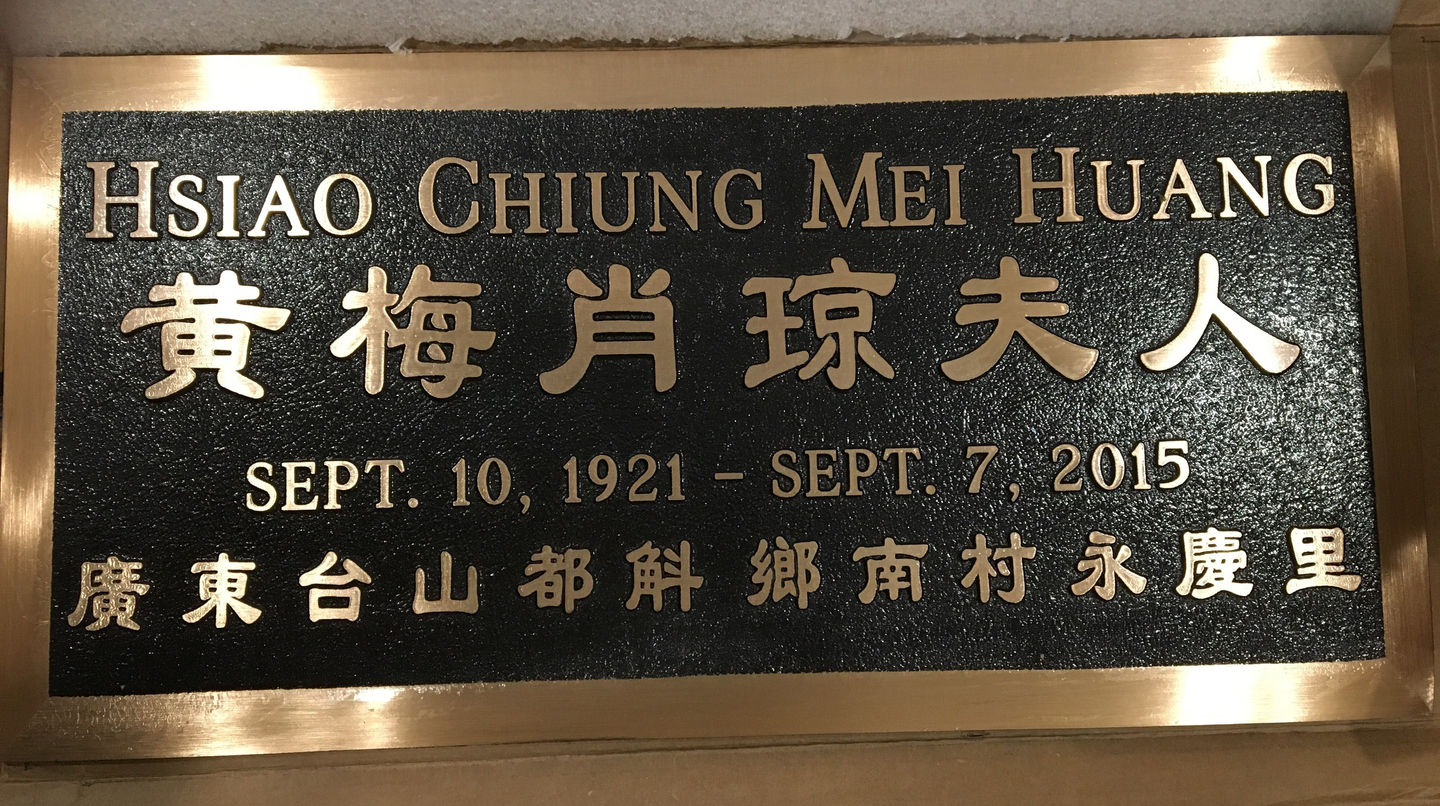 HSIAO CHIUNG MEI HUANG
黃梅肖琼夫人
SEPT. 10, 1921 - SEPT. 7, 2015
廣東台山都斛鄉南村永慶里